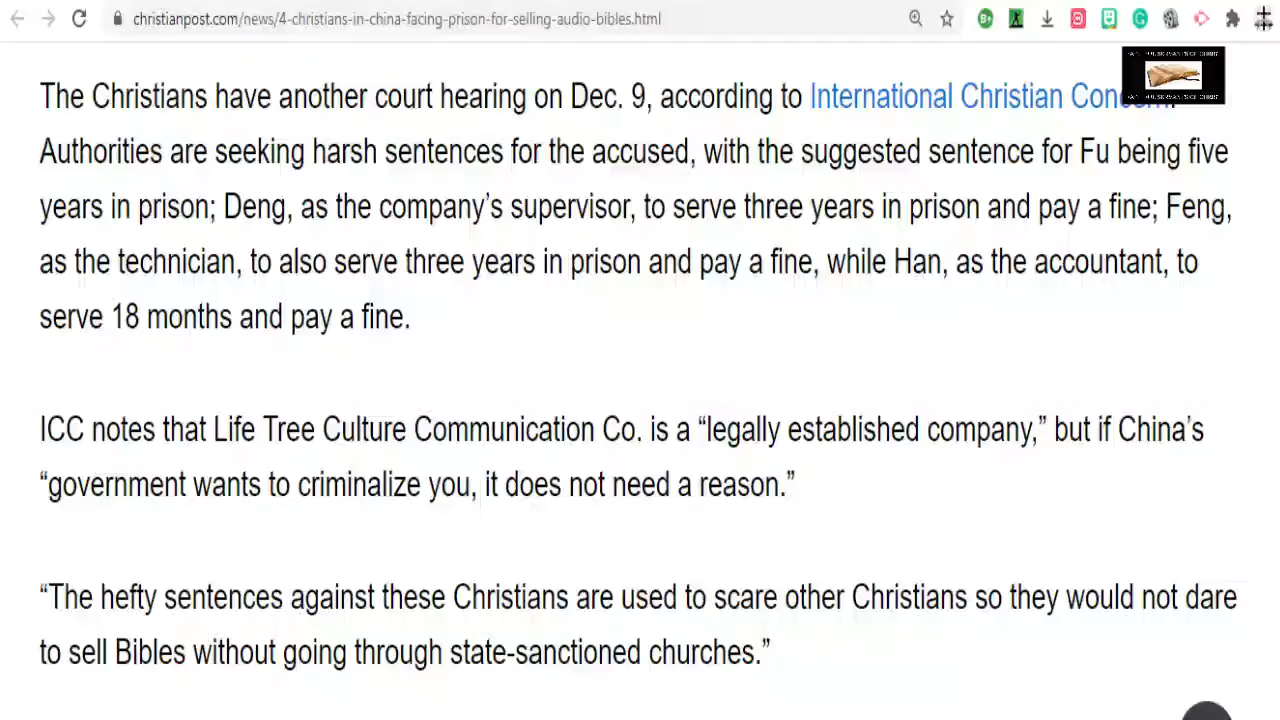 christianpost.com/news/4-christians-in-china-facing-prison-for-selling-audio-bibles.html
The Christians have another court hearing on Dec. 9, according to International Christian
Authorities are seeking harsh sentences for the accused, with the suggested sentence for Fu being five
years in prison; Deng, as the company’s supervisor, to serve three years in prison and pay a fine; Feng,
as the technician, to also serve three years in prison and pay a fine, while Han, as the accountant, to
serve 18 months and pay a fine.
ICC notes that Life Tree Culture Communication Co. is a “legally established company,” but if China’s
“government wants to criminalize you, it does not need a reason.”
“The hefty sentences against these Christians are used to scare other Christians so they would not dare
to sell Bibles without going through state-sanctioned churches.”